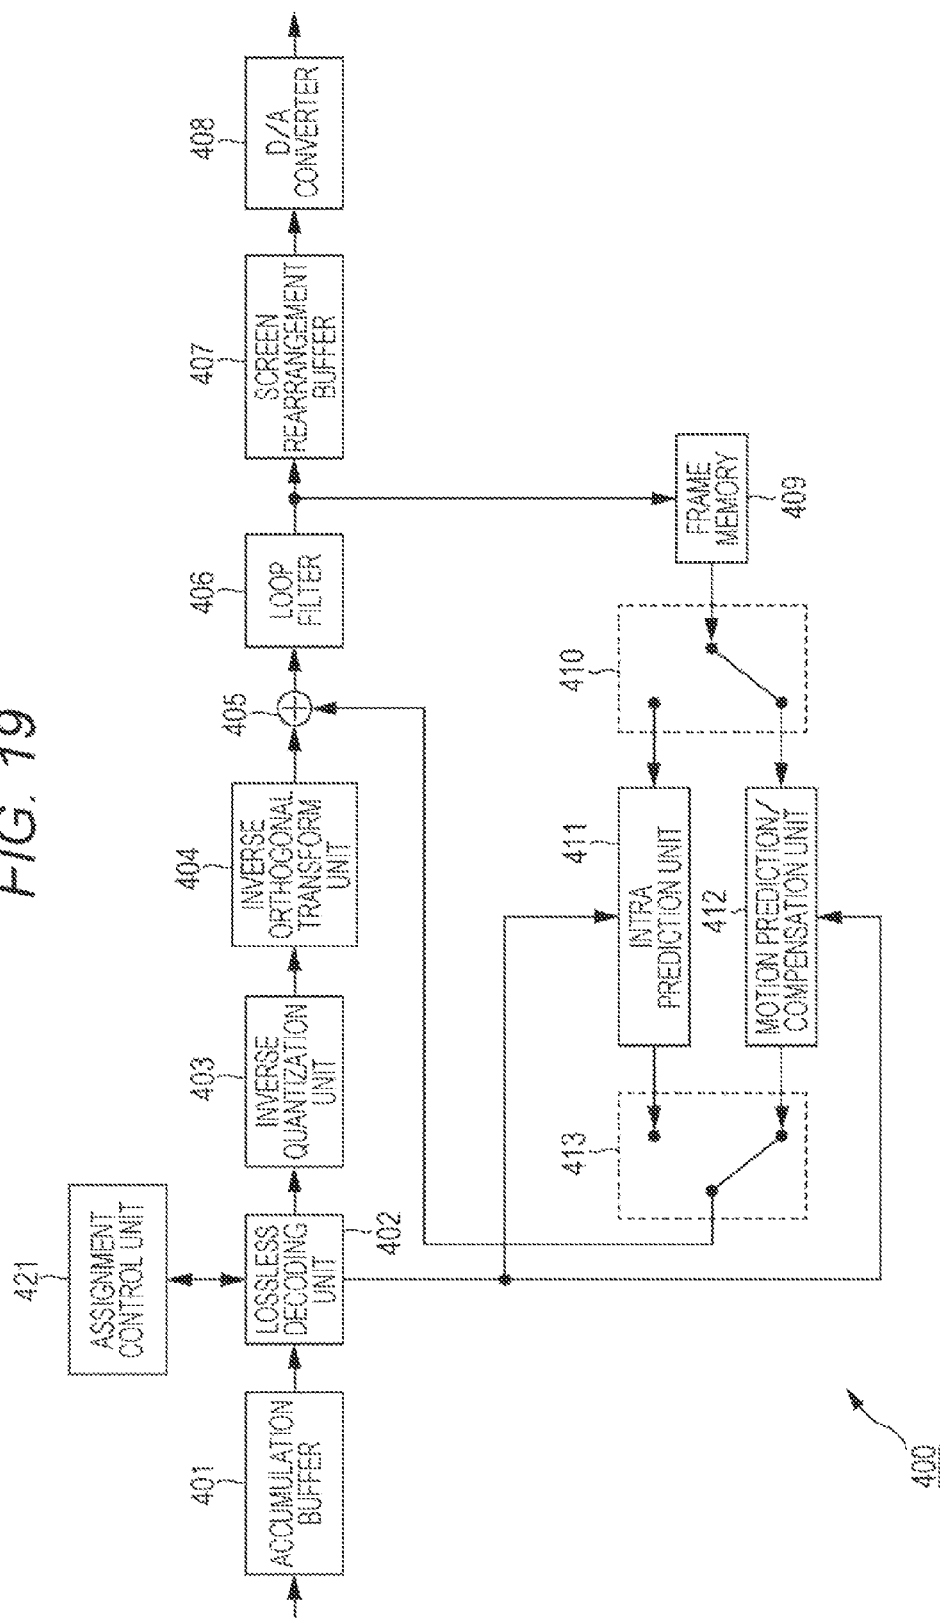 FIG. 19
421
ASSIGNMENT
CONTROL UNIT
401
ACCUMULATION
BUFFER
402
LOSSLESS
DECODING
UNIT
403
INVERSE
QUANTIZATION
UNIT
404
INVERSE
ORTHOGONAL
TRANSFORM
UNIT
405
406
LOOP
FILTER
407
SCREEN
REARRANGEMENT
BUFFER
408
D/A
CONVERTER
413
411
INTRA
PREDICTION UNIT
410
FRAME
MEMORY
409
412
MOTION PREDICTION/
COMPENSATION UNIT
400